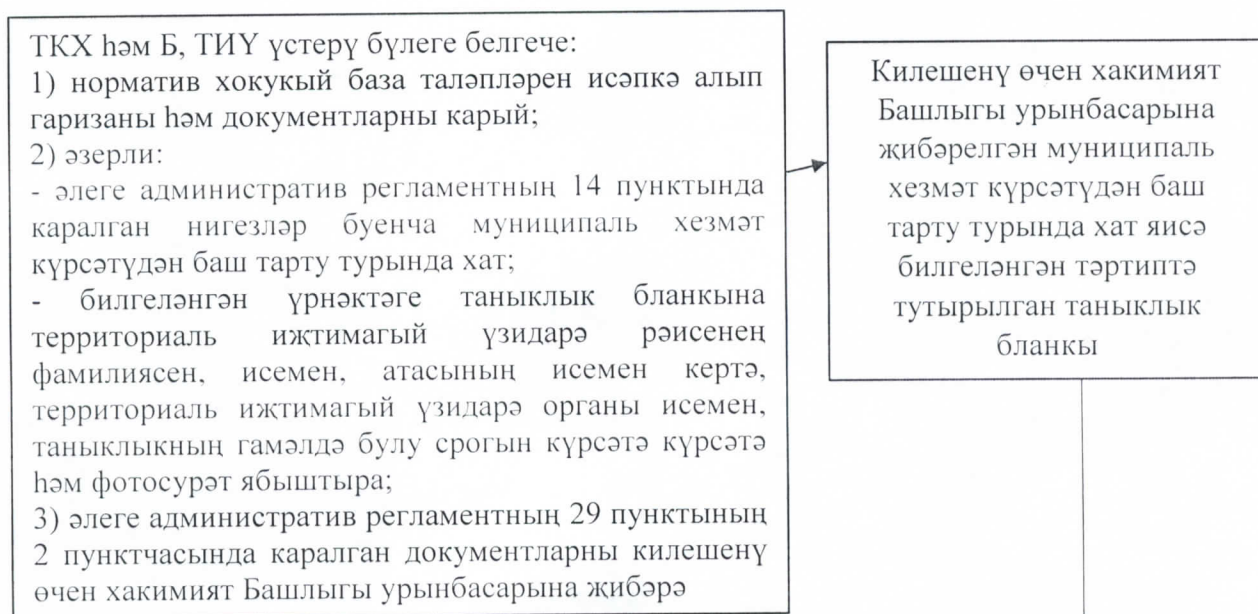 ТКХ һәм Б, ТИҮ үстерү бүлеге белгече:
1) норматив хокукый база таләпләрен исәпкә алып
гаризаны һәм документларны карый;
2) әзерли:
- әлеге административ регламентның 14 пунктында
каралган нигезләр буенча муниципаль хезмәт
күрсәтүдән баш тарту турында хат;
- билгеләнгән үрнәктәге таныклык бланкына
территориаль иҗтимагый үзидарә рәисенең
фамилиясен, исемен, атасының исемен кертә,
территориаль иҗтимагый үзидарә органы исемен,
таныклыкның гамәлдә булу срогын күрсәтә күрсәтә
һәм фотосурәт ябыштыра;
3) әлеге административ регламентның 29 пунктының
2 пунктчасында каралган документларны килешенү
өчен хакимият Башлыгы урынбасарына җибәрә
Килешенү өчен хакимият
Башлыгы урынбасарына
җибәрелгән муниципаль
хезмәт күрсәтүдән баш
тарту турында хат яисә
билгеләнгән тәртиптә
тутырылган таныклык
бланкы